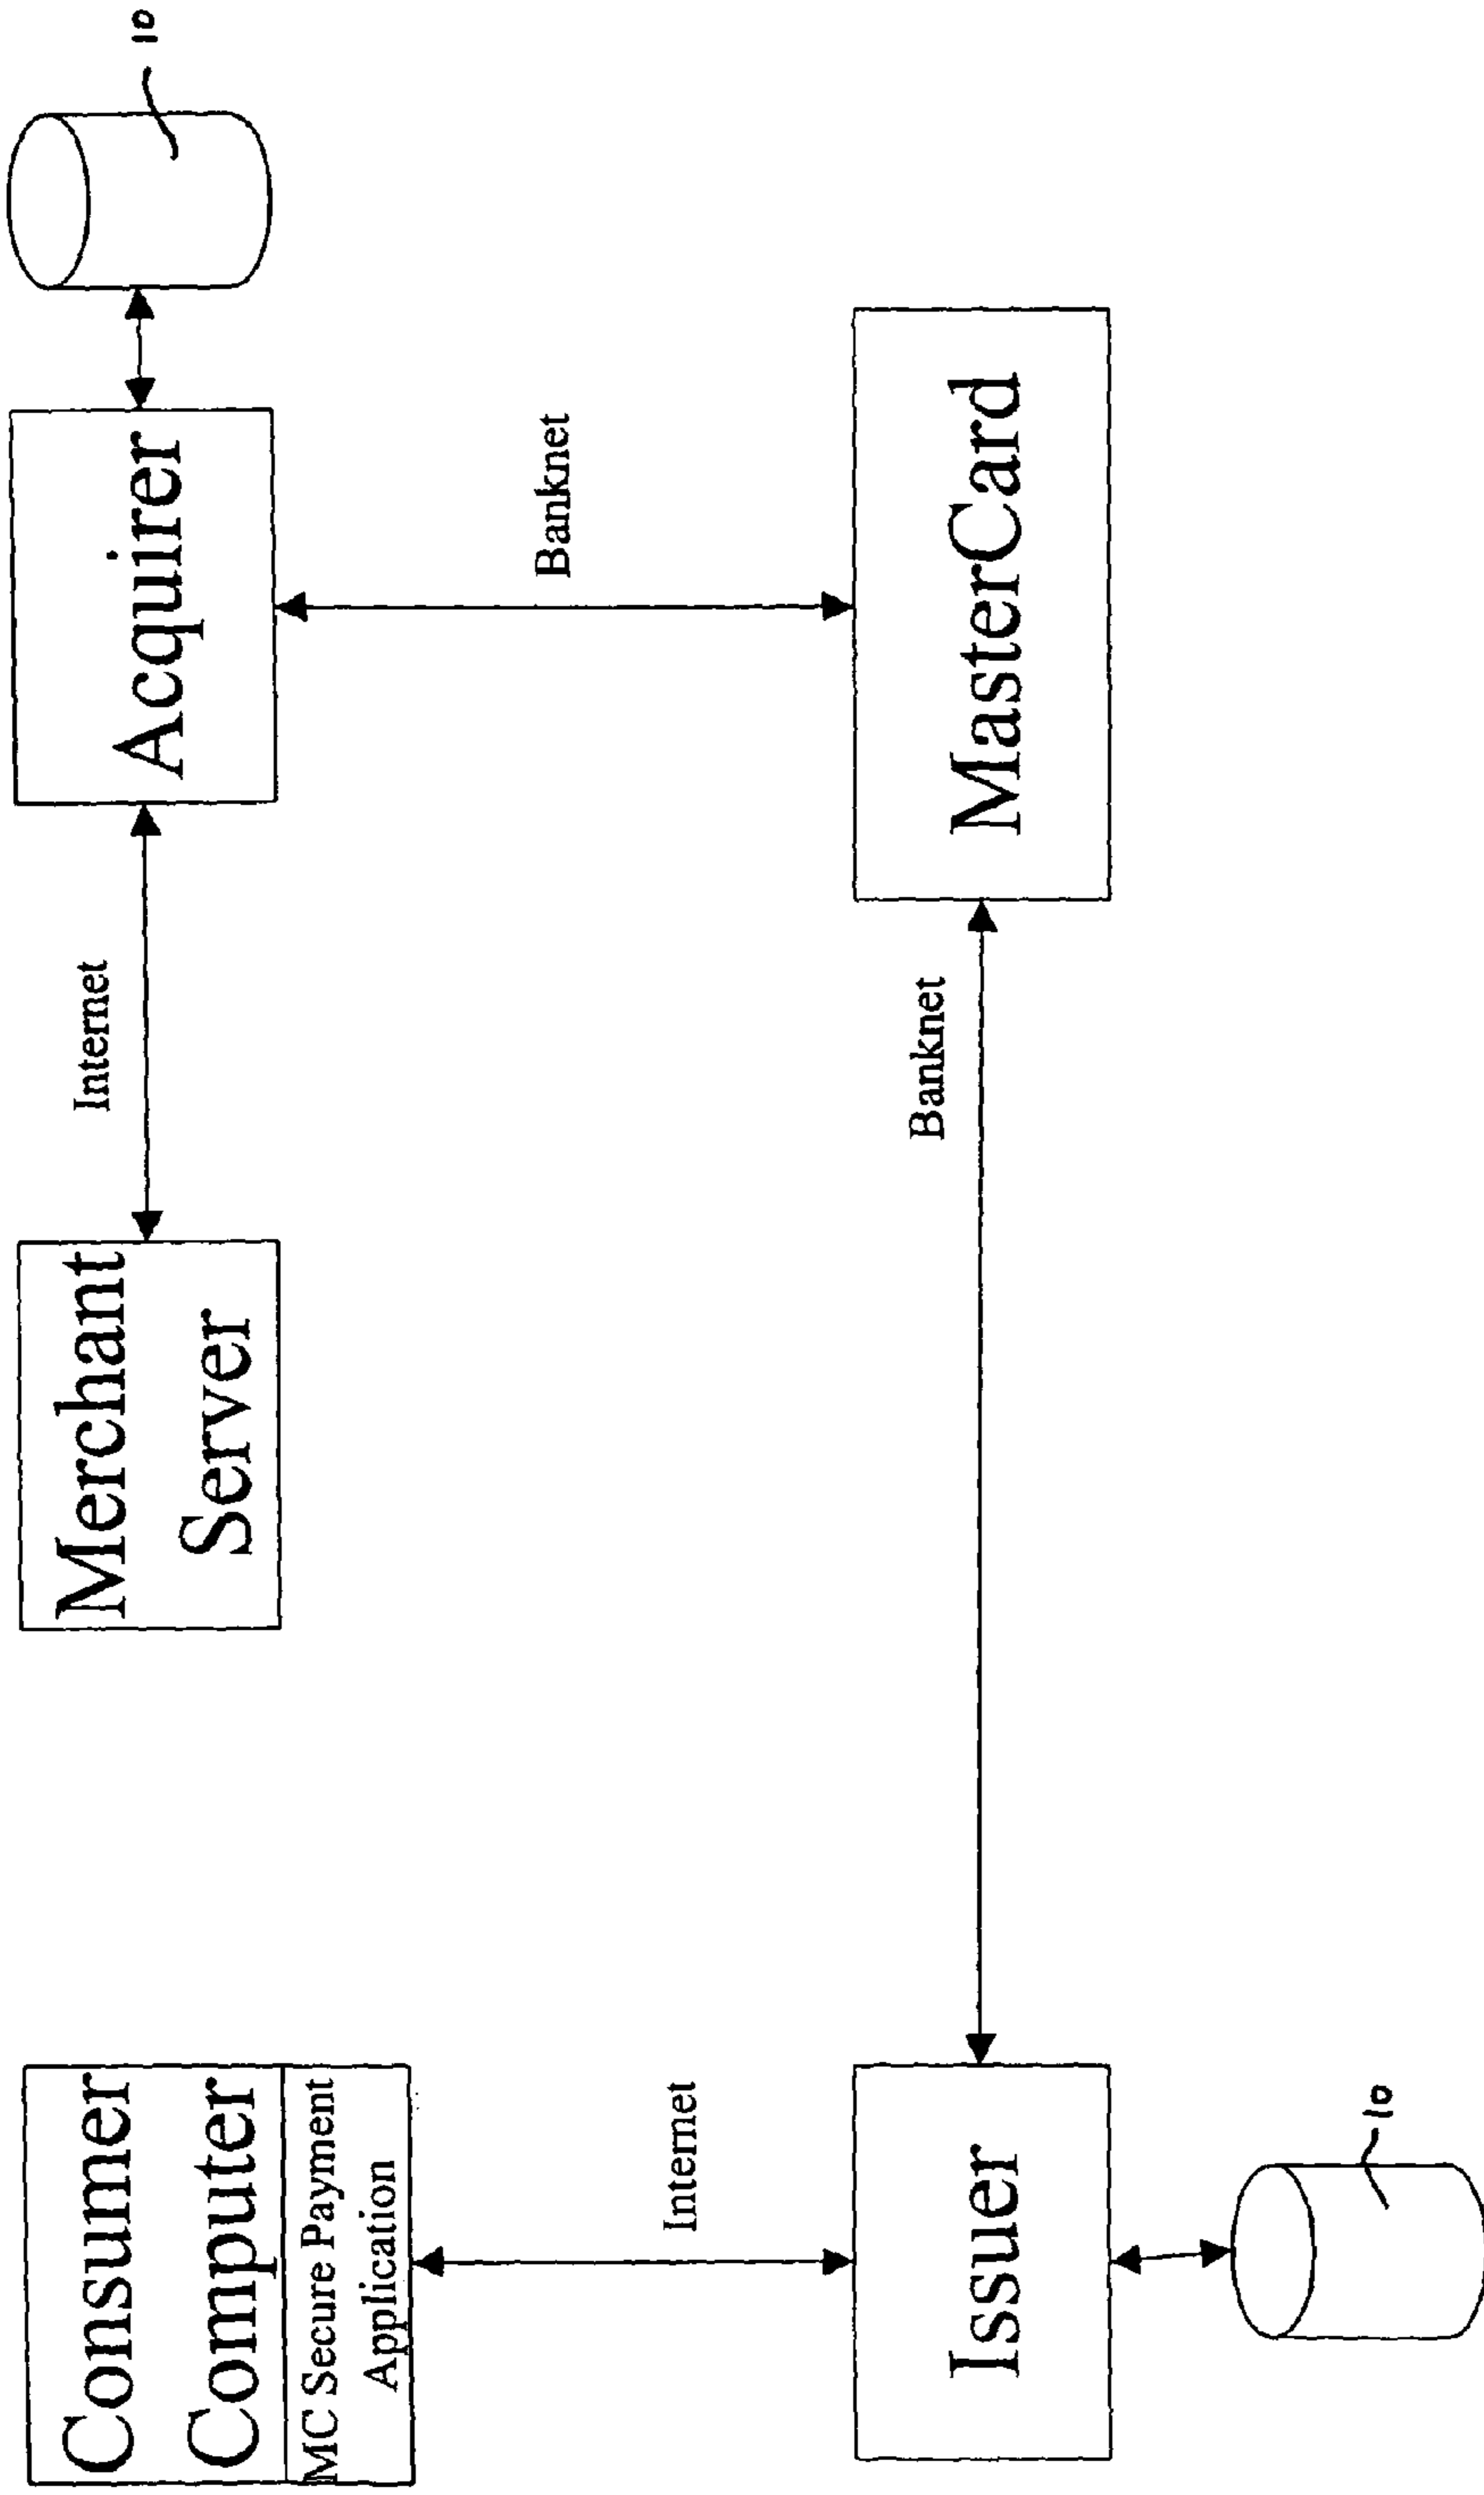 Consumer
Computer
MC Secure Payment
Application
Merchant
Server
Internet
Acquirer
10
Internet
Banknet
Issuer
Banknet
MasterCard
10